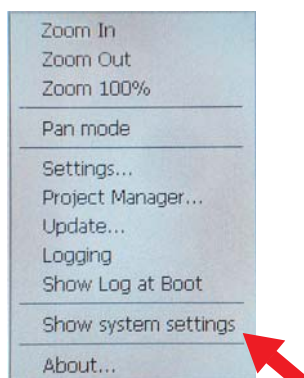 Zoom In
Zoom Out
Zoom 100%
Pan mode
Settings...
Project Manager...
Update...
Logging
Show Log at Boot
Show system settings
About...